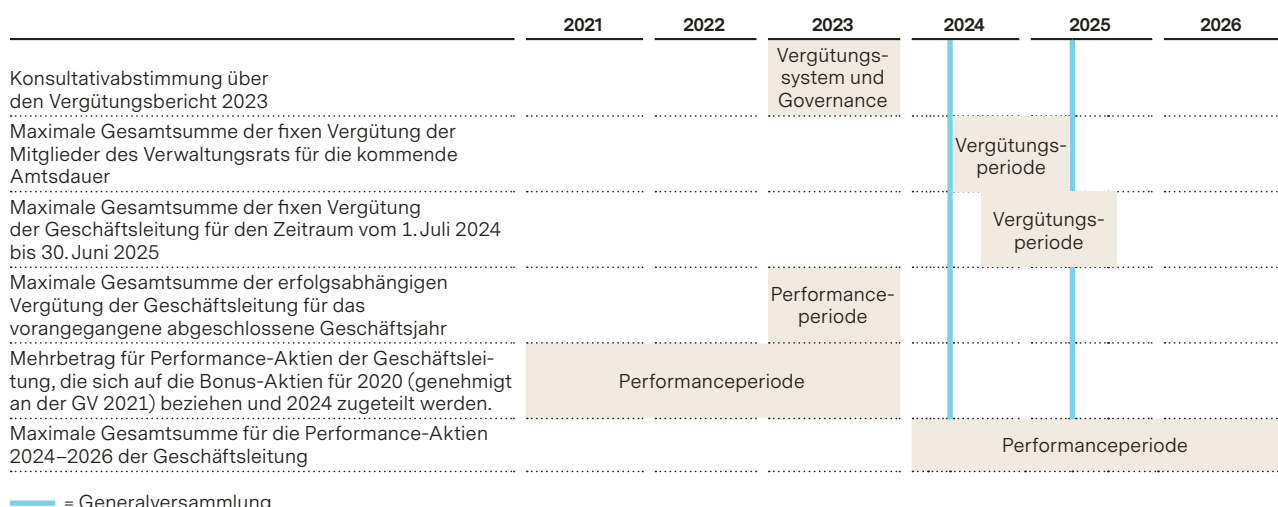 2021 2022 2023 2024 2025 2026
Konsultativabstimmung über
den Vergütungsbericht 2023
Vergütungs-
system und
Governance
Maximale Gesamtsumme der fixen Vergütung der
Mitglieder des Verwaltungsrats für die kommende
Amtsdauer
Vergütungs-
periode
Maximale Gesamtsumme der fixen Vergütung
der Geschäftsleitung für den Zeitraum vom 1. Juli 2024
bis 30. Juni 2025
Vergütungs-
periode
Maximale Gesamtsumme der erfolgsabhängigen
Vergütung der Geschäftsleitung für das
vorangegangene abgeschlossene Geschäftsjahr
Performance-
periode
Mehrbetrag für Performance-Aktien der Geschäftslei-
tung, die sich auf die Bonus-Aktien für 2020 (genehmigt
an der GV 2021) beziehen und 2024 zugeteilt werden.
Performanceperiode
Maximale Gesamtsumme für die Performance-Aktien
2024–2026 der Geschäftsleitung
Performanceperiode
= Generalversammlung